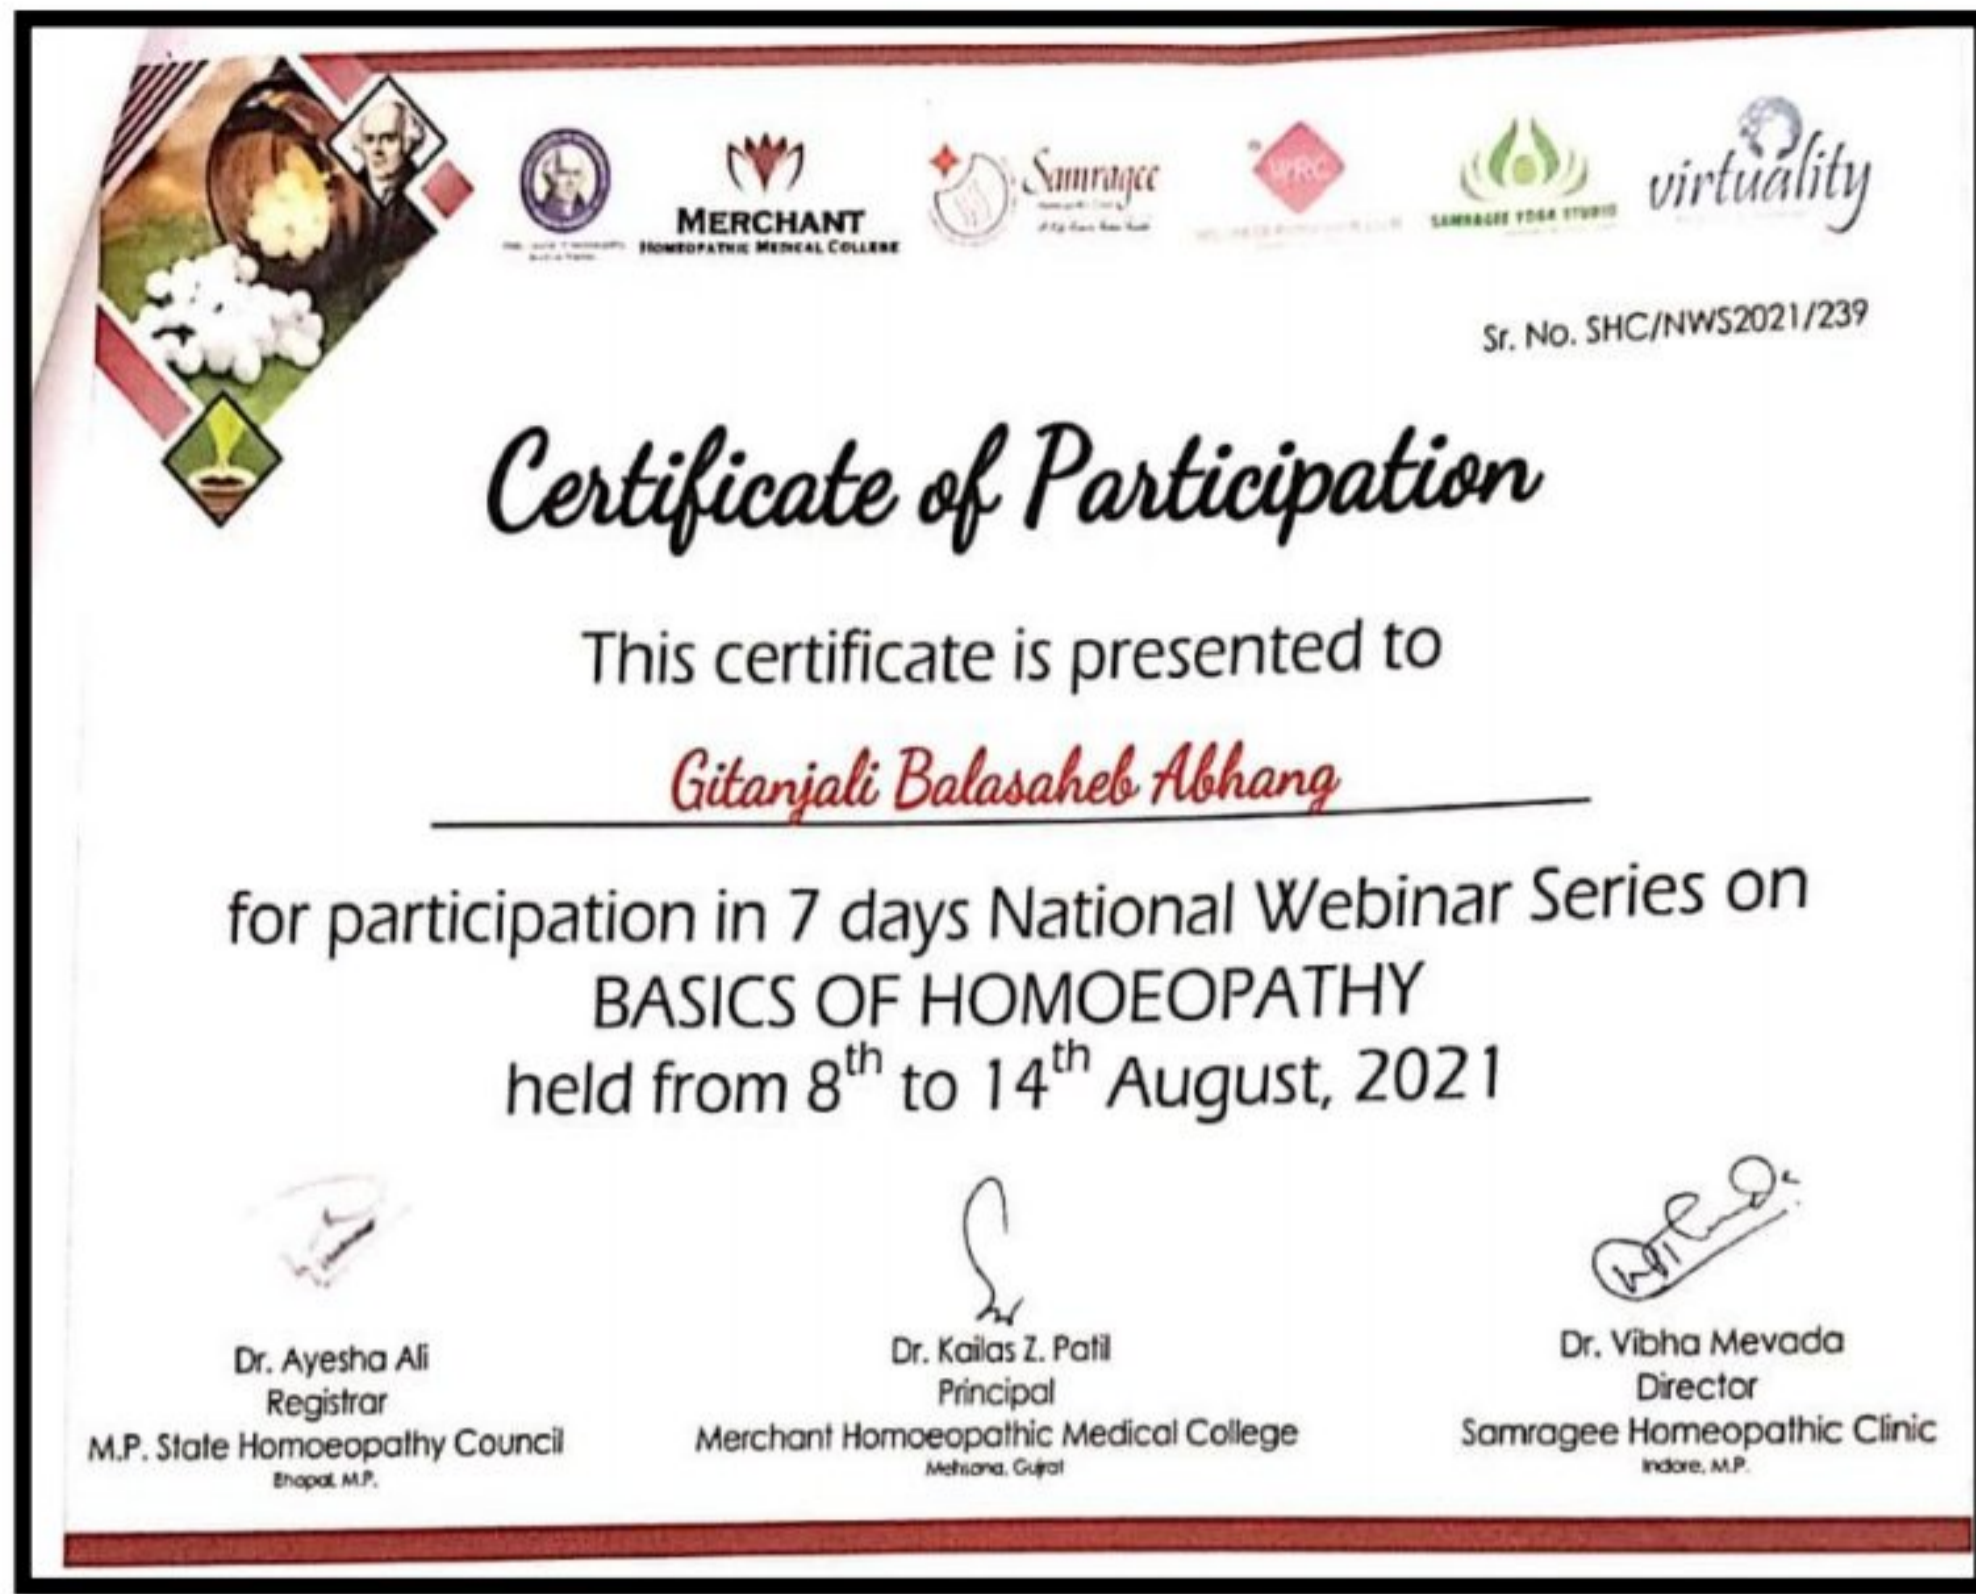 MERCHANT
HOMEOPATHIC MEDICAL COLLEGE
Samragee
SAMRAGEE YOGA STUDIO
virtuality
Sr. No. SHC/NWS2021/239
Certificate of Participation
This certificate is presented to
Gitanjali Balasaheb Abhang
for participation in 7 days National Webinar Series on
BASICS OF HOMOEOPATHY
held from 8th to 14th August, 2021
Dr. Ayesha Ali
Registrar
M.P. State Homoeopathy Council
Bhopal, M.P.
Dr. Kailas Z. Patil
Principal
Merchant Homoeopathic Medical College
Mehsana, Gujrat
Dr. Vibha Mevada
Director
Samragee Homeopathic Clinic
Indore, M.P.